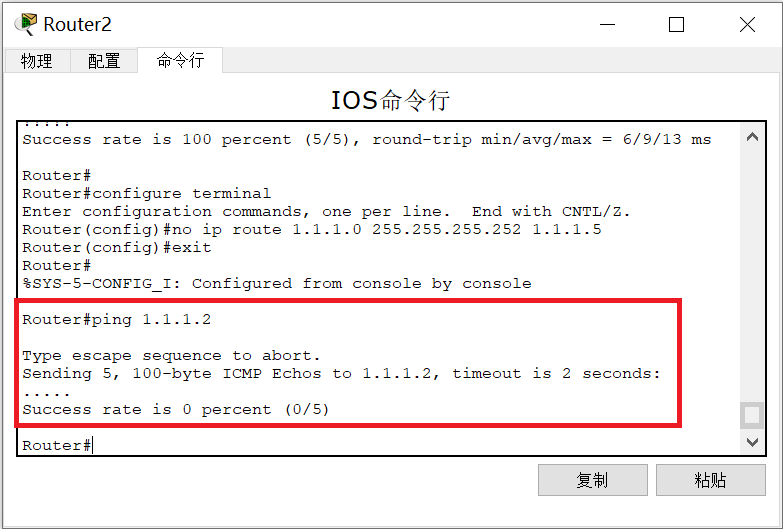 Router2
物理 配置 命令行
IOS命令行
.....
Success rate is 100 percent (5/5), round-trip min/avg/max = 6/9/13 ms
Router#
Router#configure terminal
Enter configuration commands, one per line.  End with CNTL/Z.
Router(config)#no ip route 1.1.1.0 255.255.255.252 1.1.1.5
Router(config)#exit
Router#
%SYS-5-CONFIG_I: Configured from console by console
Router#ping 1.1.1.2
Type escape sequence to abort.
Sending 5, 100-byte ICMP Echos to 1.1.1.2, timeout is 2 seconds:
.....
Success rate is 0 percent (0/5)
Router#
复制 粘贴